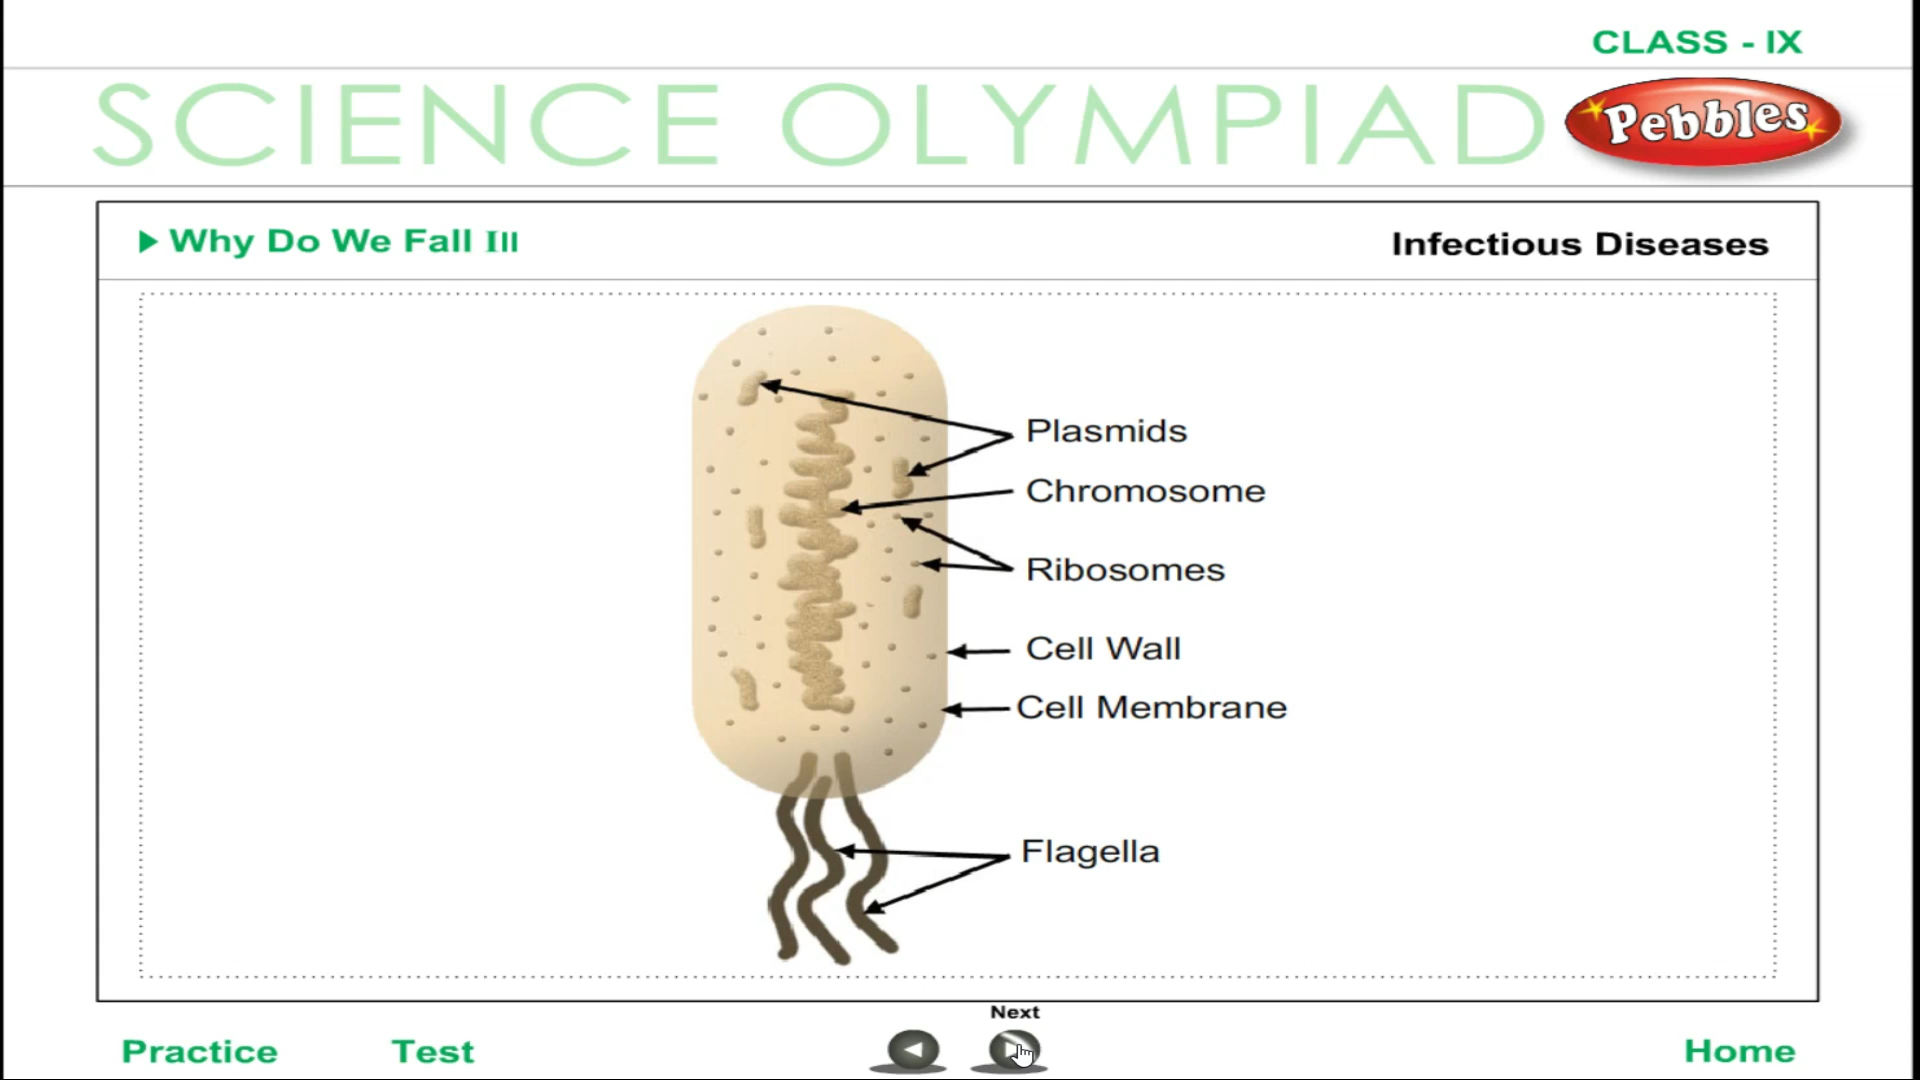 CLASS - IX
SCIENCE OLYMPIAD
Pebbles
Why Do We Fall Ill
Infectious Diseases
Plasmids
Chromosome
Ribosomes
Cell Wall
Cell Membrane
Flagella
Next
Practice
Test
Home